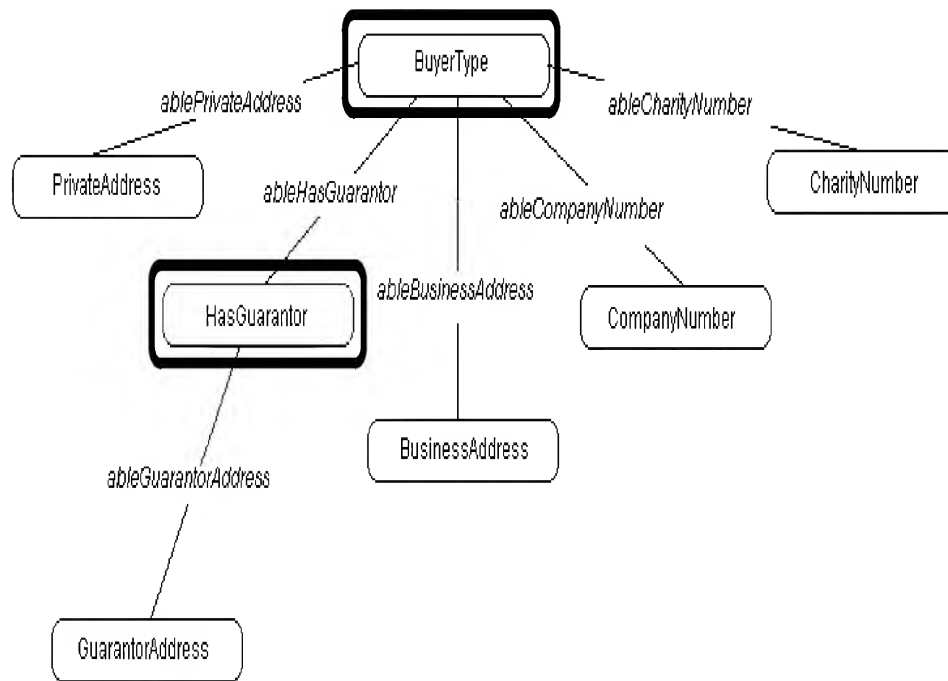 BuyerType
ablePrivateAddress
ableCharityNumber
PrivateAddress
ableHasGuarantor
CharityNumber
ableCompanyNumber
ableBusinessAddress
HasGuarantor
CompanyNumber
BusinessAddress
ableGuarantorAddress
GuarantorAddress